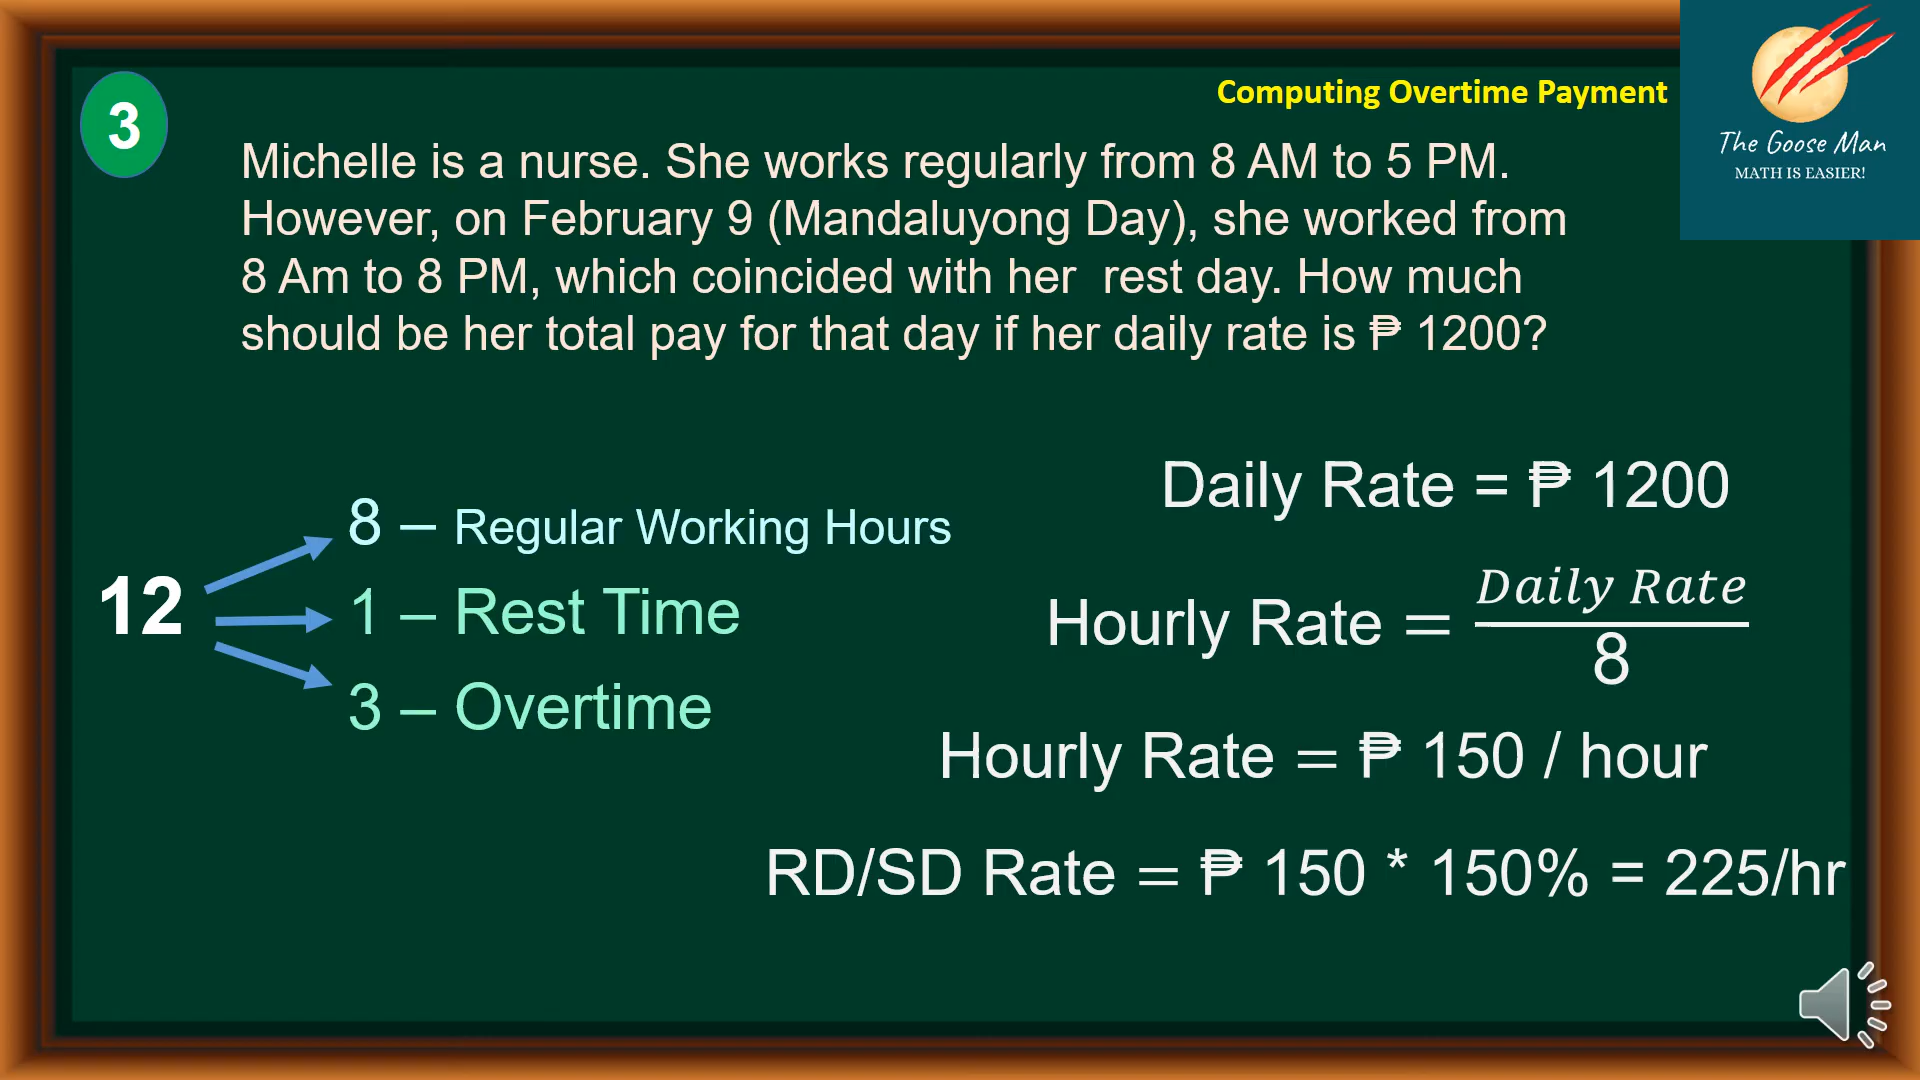 3
Computing Overtime Payment
The Goose Man
MATH IS EASIER!
Michelle is a nurse. She works regularly from 8 AM to 5 PM.
However, on February 9 (Mandaluyong Day), she worked from
8 Am to 8 PM, which coincided with her  rest day. How much
should be her total pay for that day if her daily rate is ₱ 1200?
12
8 – Regular Working Hours
1 – Rest Time
3 – Overtime
Daily Rate = ₱ 1200
Hourly Rate = Daily Rate / 8
Hourly Rate = ₱ 150 / hour
RD/SD Rate = ₱ 150 * 150% = 225/hr